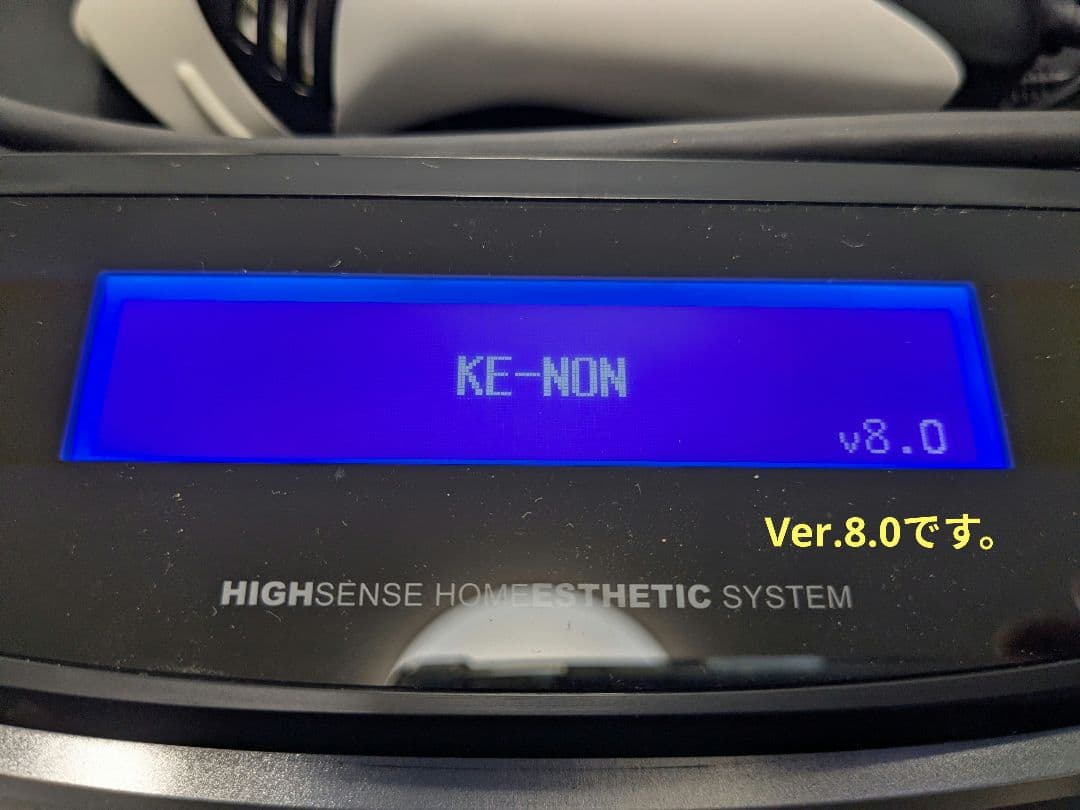 KE-NON
v8.0
Ver.8.0です。
HIGHSENSE HOMEESTHETIC SYSTEM